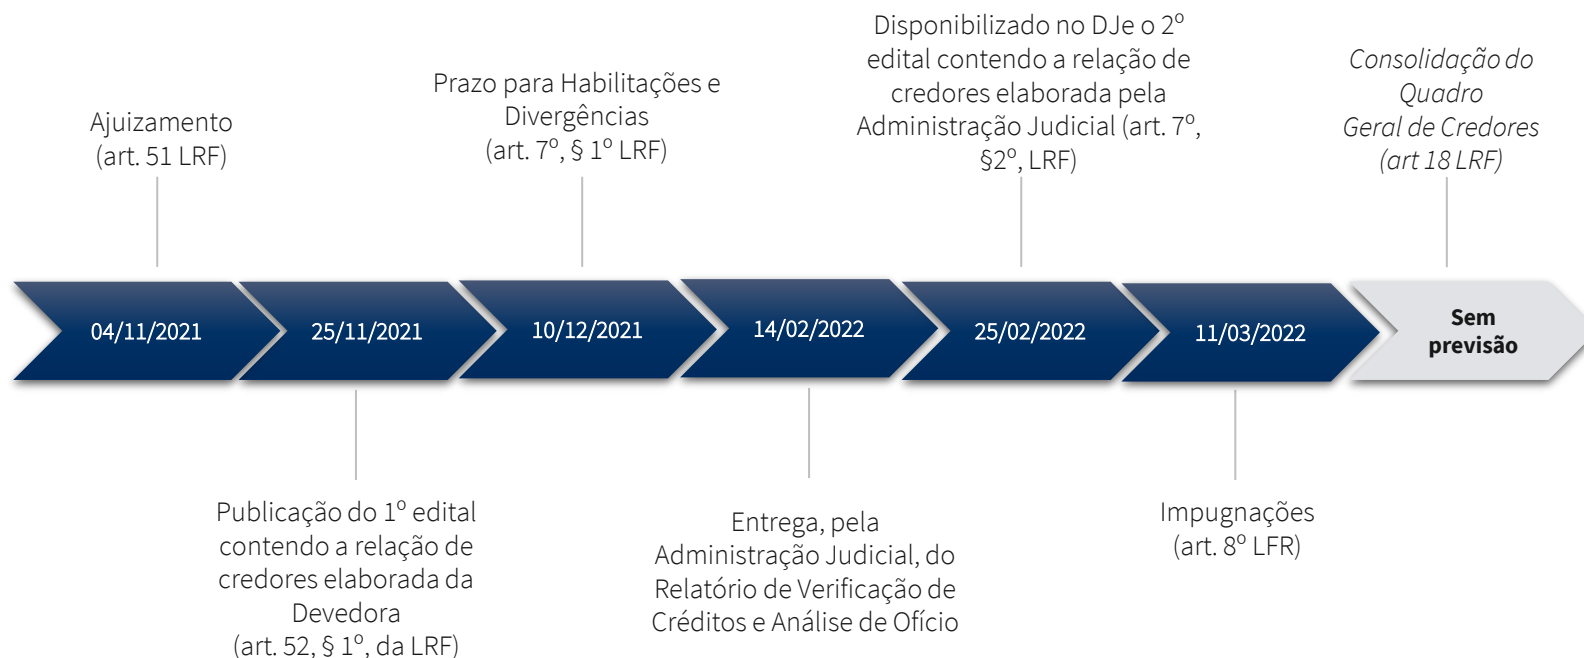 Ajuizamento
(art. 51 LRF)
Prazo para Habilitações e
Divergências
(art. 7º, § 1º LRF)
Disponibilizado no DJe o 2º
edital contendo a relação de
credores elaborada pela
Administração Judicial (art. 7º,
§2º, LRF)
Consolidação do
Quadro
Geral de Credores
(art 18 LRF)
04/11/2021
25/11/2021
10/12/2021
14/02/2022
25/02/2022
11/03/2022
Sem
previsão
Publicação do 1º edital
contendo a relação de
credores elaborada da
Devedora
(art. 52, § 1º, da LRF)
Entrega, pela
Administração Judicial, do
Relatório de Verificação de
Créditos e Análise de Ofício
Impugnações
(art. 8º LFR)